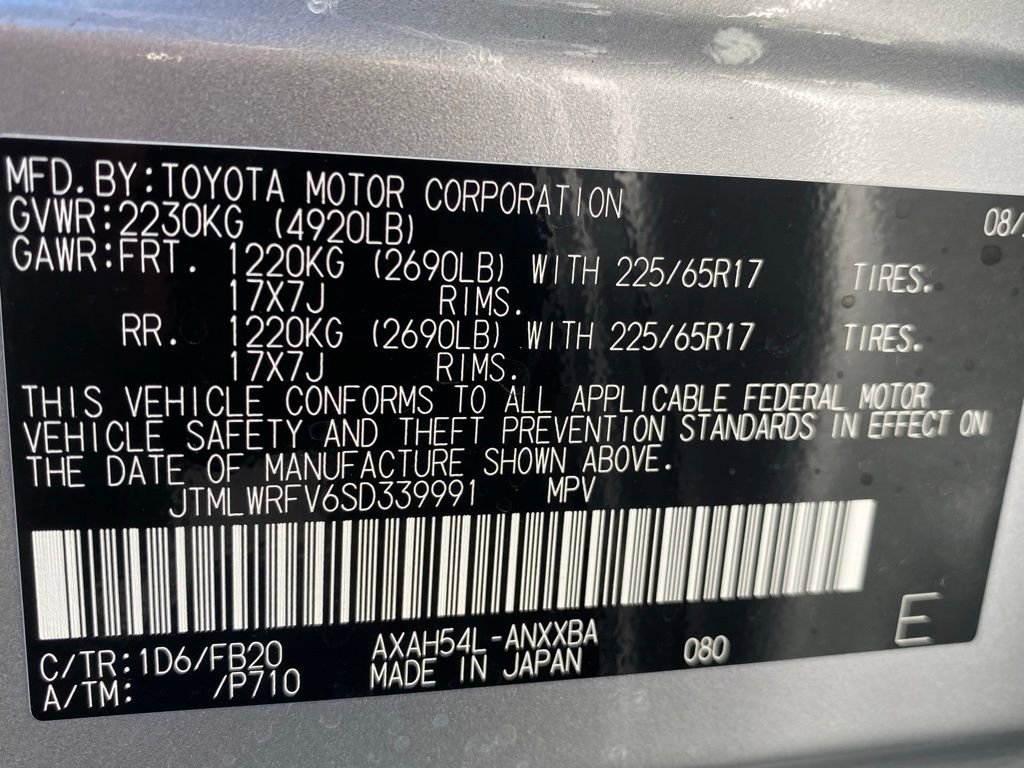 MFD.BY:TOYOTA MOTOR CORPORATION 08/
GVWR:2230KG (4920LB)
GAWR:FRT. 1220KG (2690LB) WITH 225/65R17 TIRES.
17X7J RIMS.
RR. 1220KG (2690LB) WITH 225/65R17 TIRES.
17X7J RIMS.
THIS VEHICLE CONFORMS TO ALL APPLICABLE FEDERAL MOTOR
VEHICLE SAFETY AND THEFT PREVENTION STANDARDS IN EFFECT ON
THE DATE OF MANUFACTURE SHOWN ABOVE.
JTMLWRFV6SD339991 MPV
C/TR:1D6/FB20 AXAH54L-ANXXBA 080 E
A/TM: /P710 MADE IN JAPAN